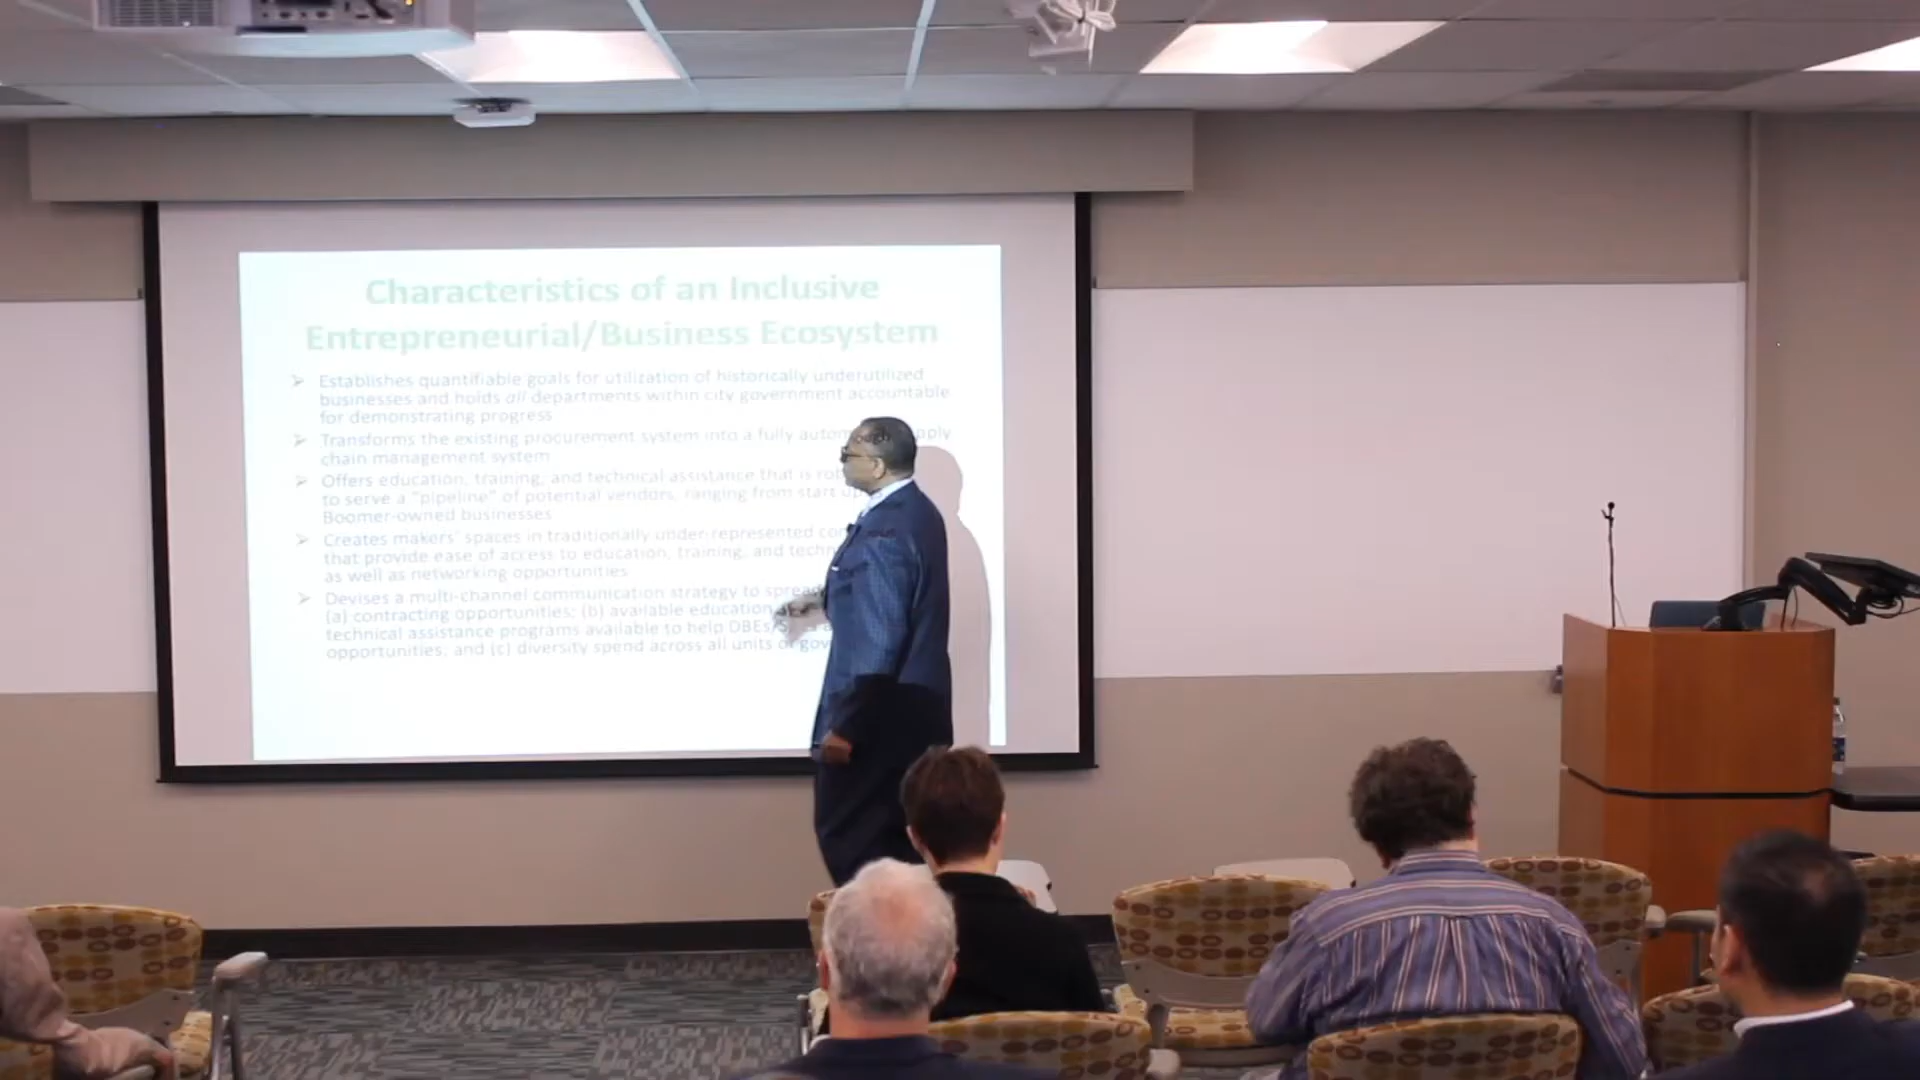 Characteristics of an Inclusive
Entrepreneurial/Business Ecosystem
Establishes quantifiable goals for utilization of historically underutilized
businesses and holds all departments within city government accountable
for demonstrating progress
Transforms the existing procurement system into a fully
chain management system
Offers education, training, and technical assistance that is
to serve a "pipeline" of potential vendors, ranging from start
Boomer-owned businesses
Creates makers' spaces in traditionally under-represented
that provide ease of access to education, training, and
as well as networking opportunities
Devises a multi-channel communication strategy to spread
(a) contracting opportunities; (b) available education
technical assistance programs available to help DBEs/
opportunities; and (c) diversity spend across all units of